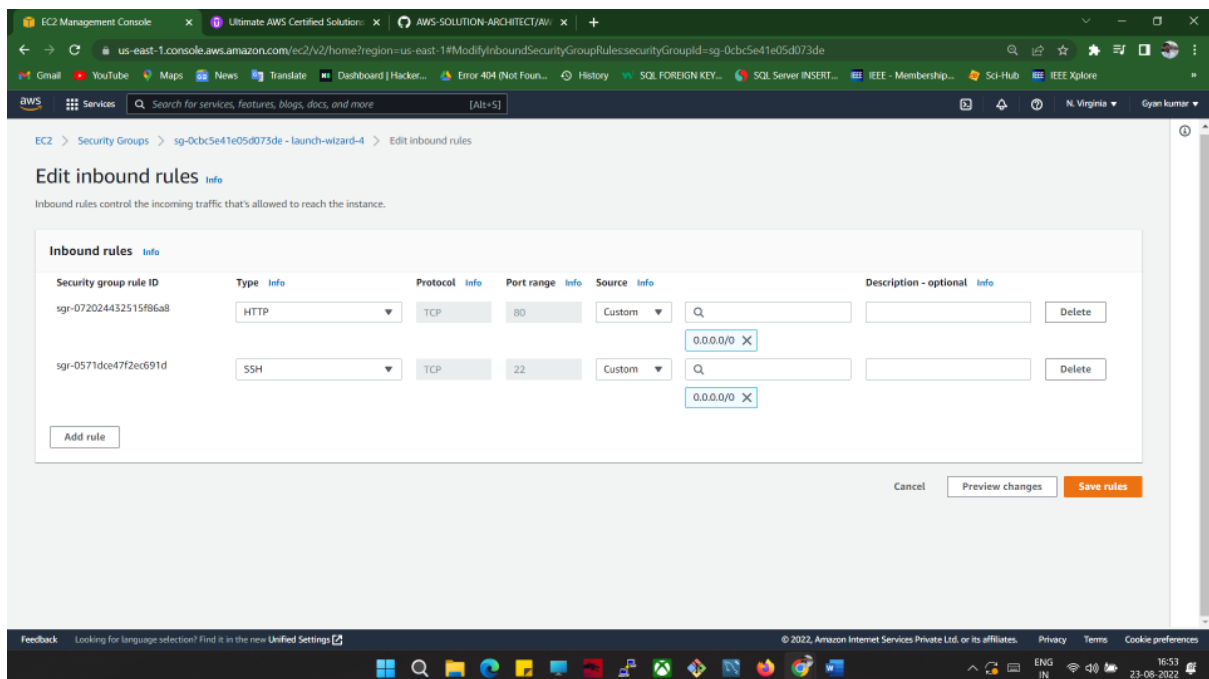 EC2 Management Console
Ultimate AWS Certified Solutions
AWS-SOLUTION-ARCHITECT/AW
us-east-1.console.aws.amazon.com/ec2/v2/home?region=us-east-1#ModifyInboundSecurityGroupRules:securityGroupId=sg-0cbc5e41e05d073de
Gmail YouTube Maps News Translate Dashboard | Hacker... Error 404 (Not Foun... History SQL FOREIGN KEY... SQL Server INSERT... IEEE - Membership... Sci-Hub IEEE Xplore »
aws Services Search for services, features, blogs, docs, and more [Alt+S] N. Virginia Gyan kumar
EC2 > Security Groups > sg-0cbc5e41e05d073de - launch-wizard-4 > Edit inbound rules
Edit inbound rules Info
Inbound rules control the incoming traffic that's allowed to reach the instance.
Inbound rules Info
Security group rule ID Type Info Protocol Info Port range Info Source Info Description - optional Info
sgr-072024432515f86a8 HTTP TCP 80 Custom Delete
0.0.0.0/0
sgr-0571dce47f2ec691d SSH TCP 22 Custom Delete
0.0.0.0/0
Add rule
Cancel Preview changes Save rules
Feedback Looking for language selection? Find it in the new Unified Settings © 2022, Amazon Internet Services Private Ltd. or its affiliates. Privacy Terms Cookie preferences
ENG 16:53
IN 23-08-2022